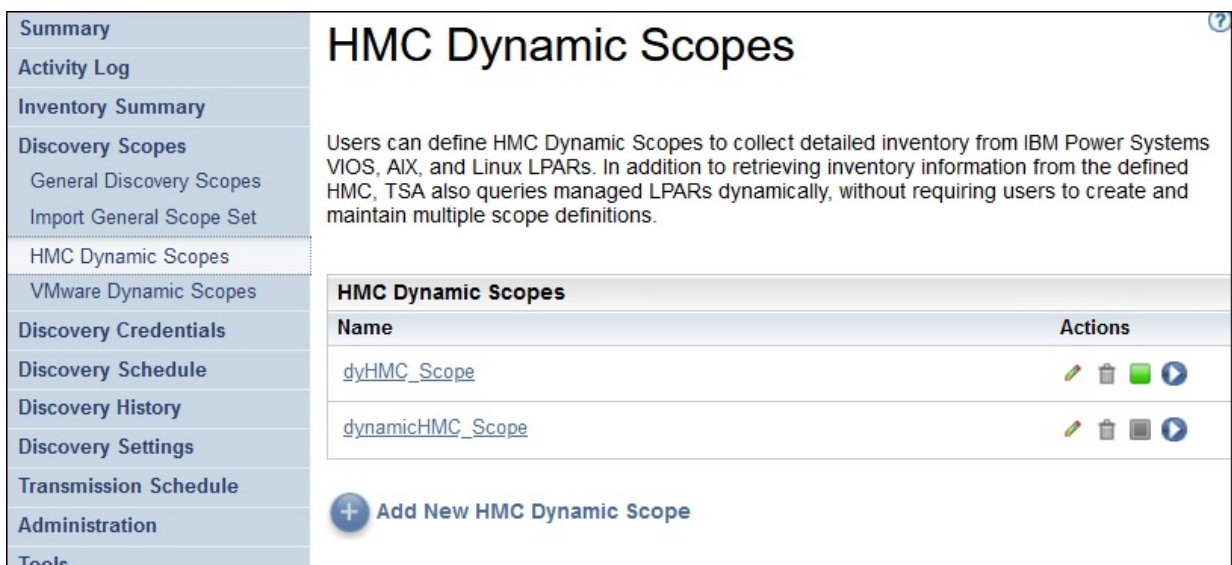 Summary
Activity Log
Inventory Summary
Discovery Scopes
General Discovery Scopes
Import General Scope Set
HMC Dynamic Scopes
VMware Dynamic Scopes
Discovery Credentials
Discovery Schedule
Discovery History
Discovery Settings
Transmission Schedule
Administration
Tools
?
HMC Dynamic Scopes
Users can define HMC Dynamic Scopes to collect detailed inventory from IBM Power Systems
VIOS, AIX, and Linux LPARs. In addition to retrieving inventory information from the defined
HMC, TSA also queries managed LPARs dynamically, without requiring users to create and
maintain multiple scope definitions.
HMC Dynamic Scopes
Name Actions
dyHMC_Scope
dynamicHMC_Scope
Add New HMC Dynamic Scope